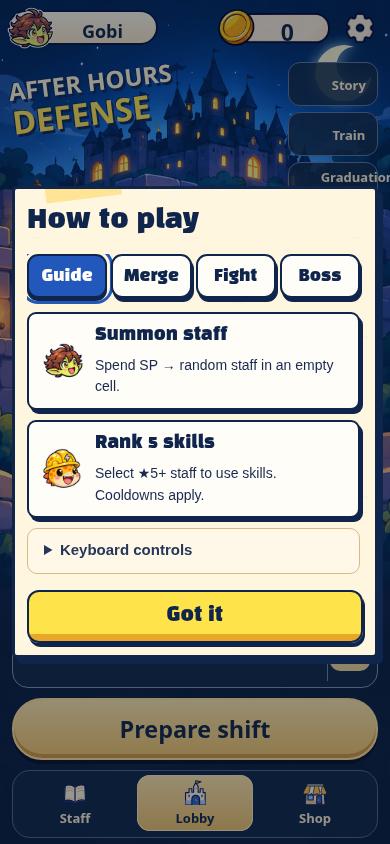 Gobi
0
AFTER HOURS
DEFENSE
Story
Train
Graduation
How to play
Guide
Merge
Fight
Boss
Summon staff
Spend SP → random staff in an empty
cell.
Rank 5 skills
Select ★5+ staff to use skills.
Cooldowns apply.
▶ Keyboard controls
Got it
Prepare shift
Staff
Lobby
Shop